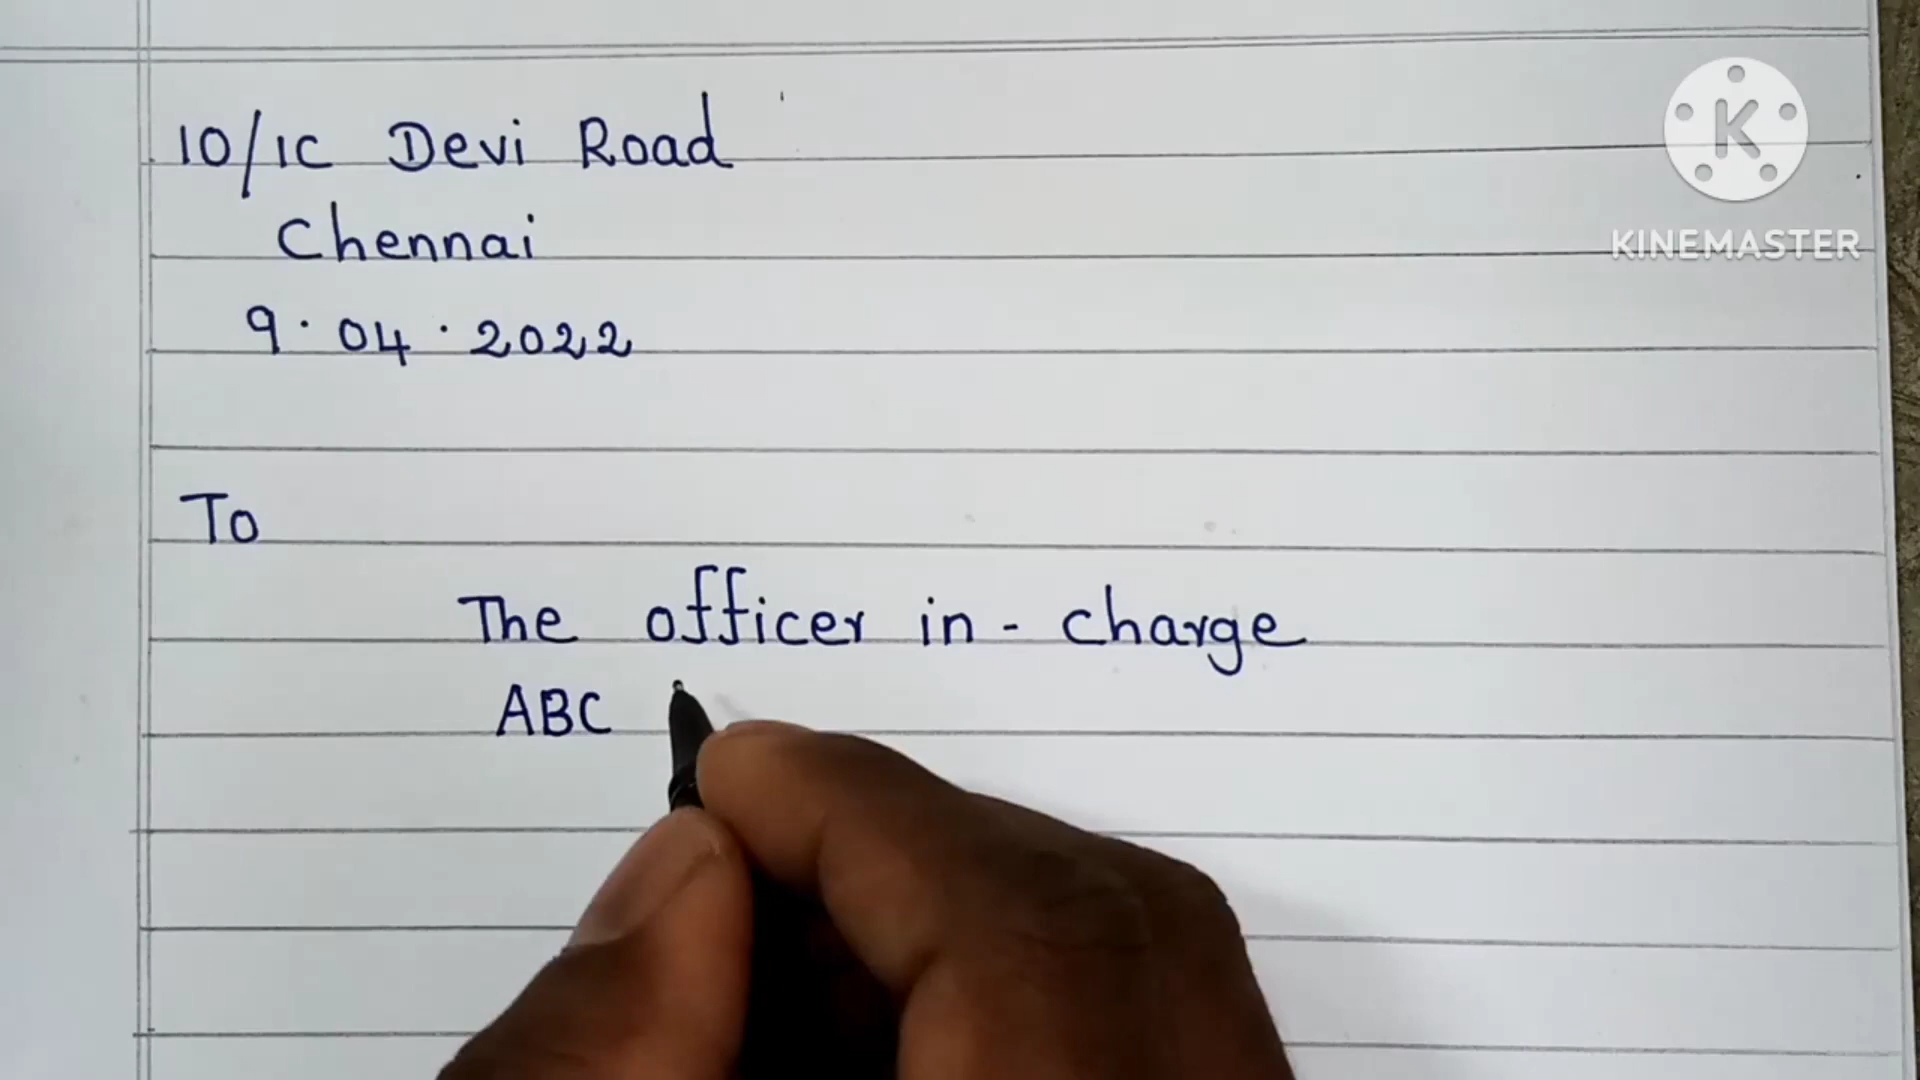 10/1C Devi Road
Chennai
9.04.2022
To
The officer in-charge
ABC
K
KINEMASTER